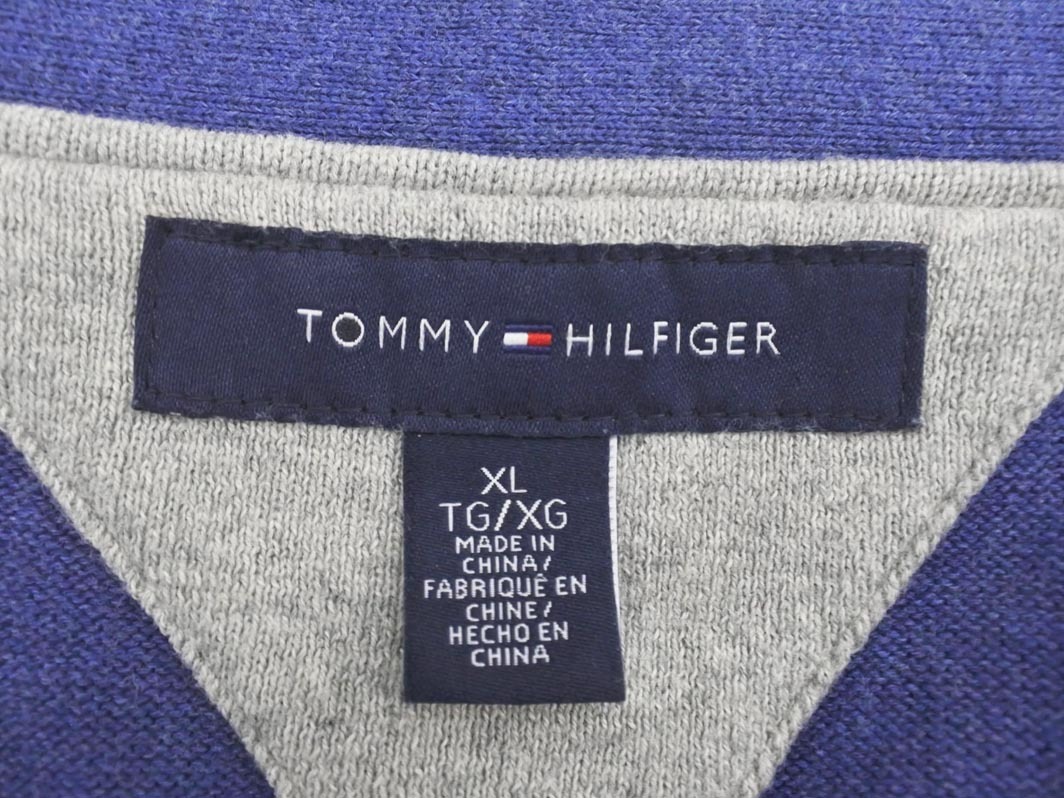 TOMMY HILFIGER
XL
TG/XG
MADE IN
CHINA/
FABRIQUÊ EN
CHINE/
HECHO EN
CHINA